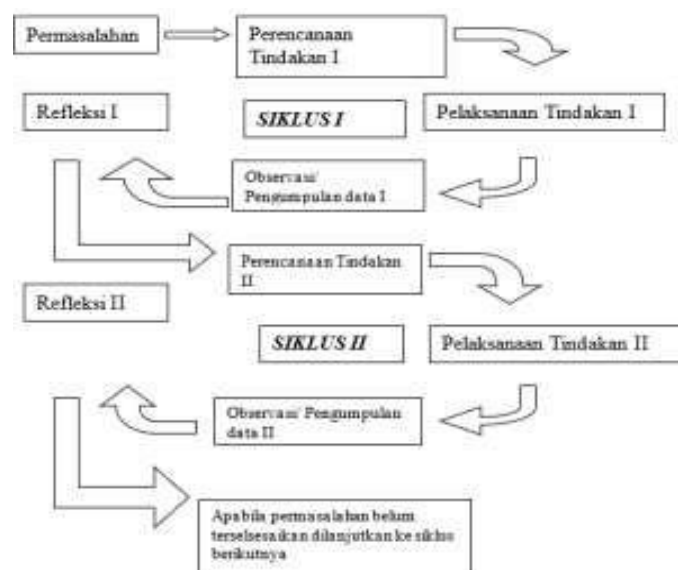 Permasalahan
Perencanaan
Tindakan I
Refleksi I
SIKLUS I
Pelaksanaan Tindakan I
Observasi/
Pengumpulan data I
Perencanaan Tindakan
II
Refleksi II
SIKLUS II
Pelaksanaan Tindakan II
Observasi/ Pengumpulan
data II
Apabila permasalahan belum
terselsesaikan dilanjutkan ke siklus
berikutnya